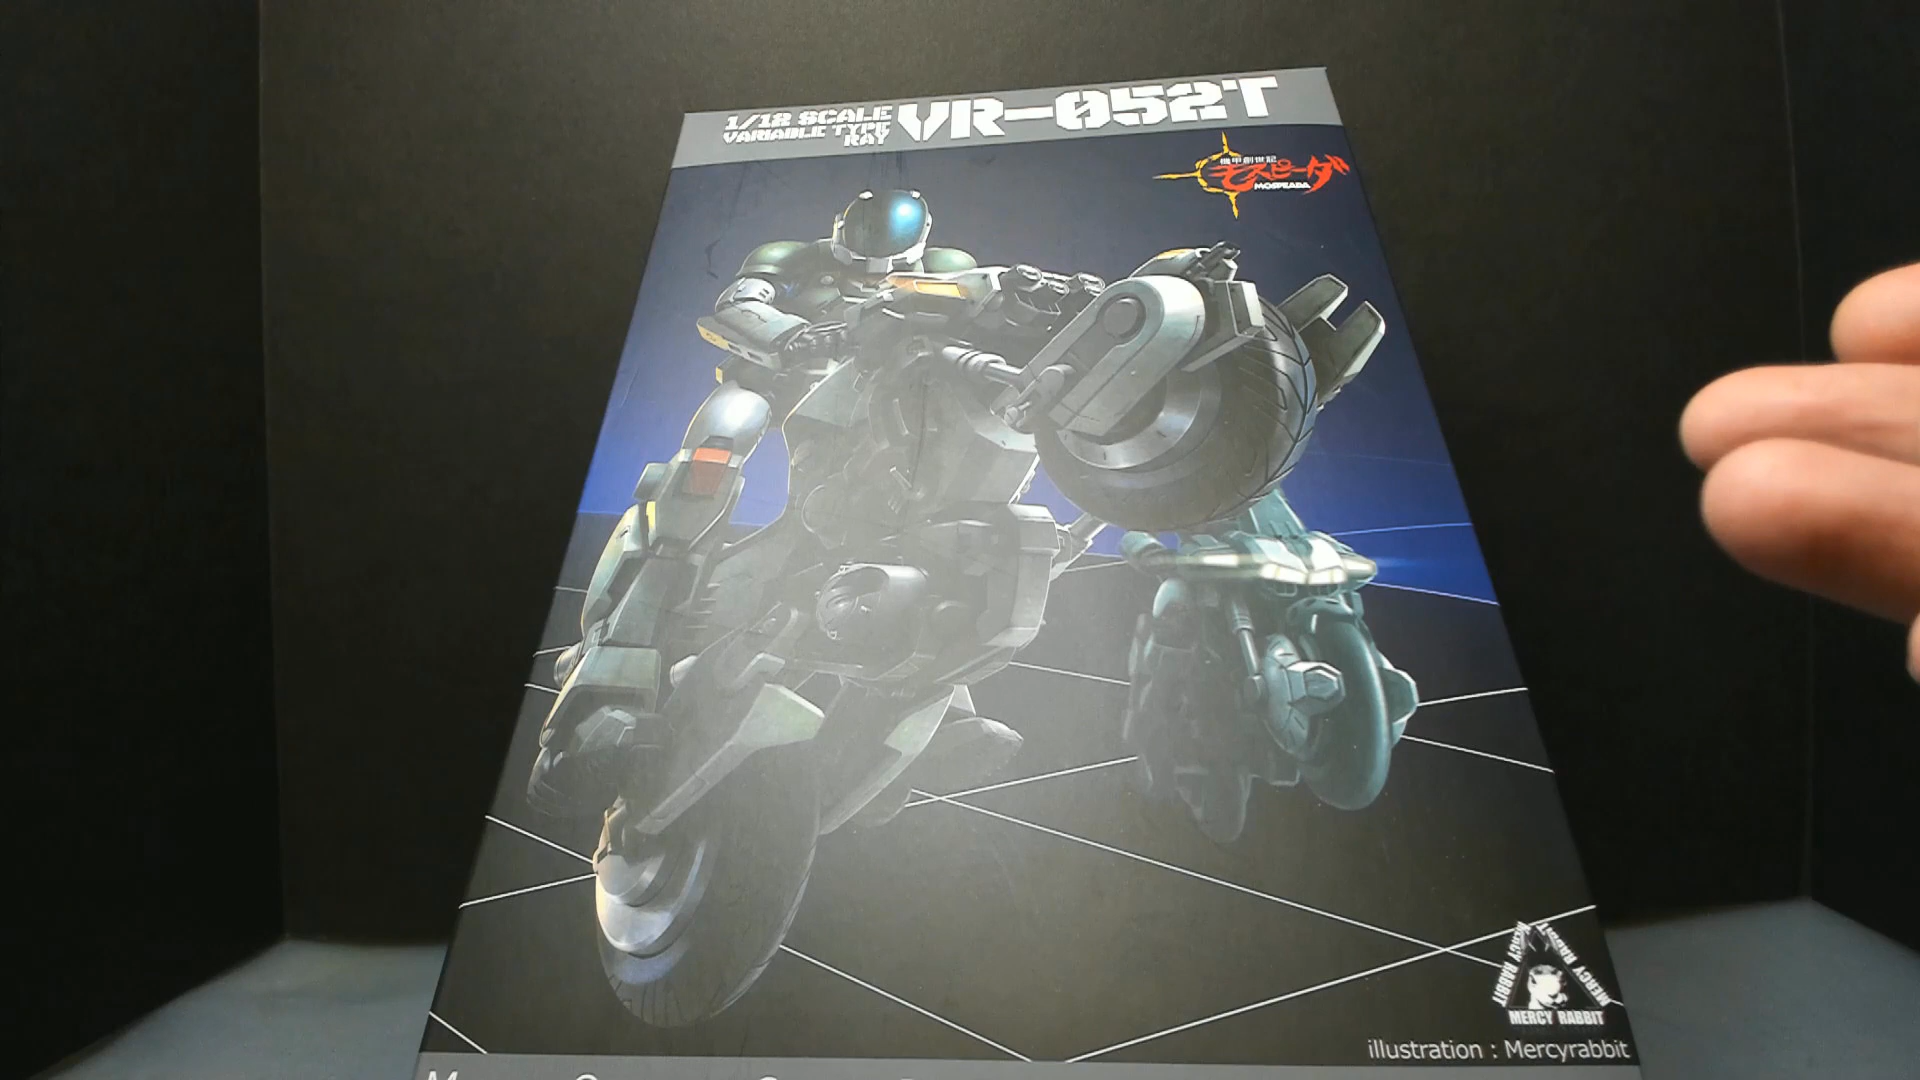 1/12 SCALE
VARIABLE TYPE
RAY
VR-052T
機甲創世記
モスピーダ
MOSPEADA
MERCY RABBIT
MERCY RABBIT
MERCY RABBIT
illustration : Mercyrabbit